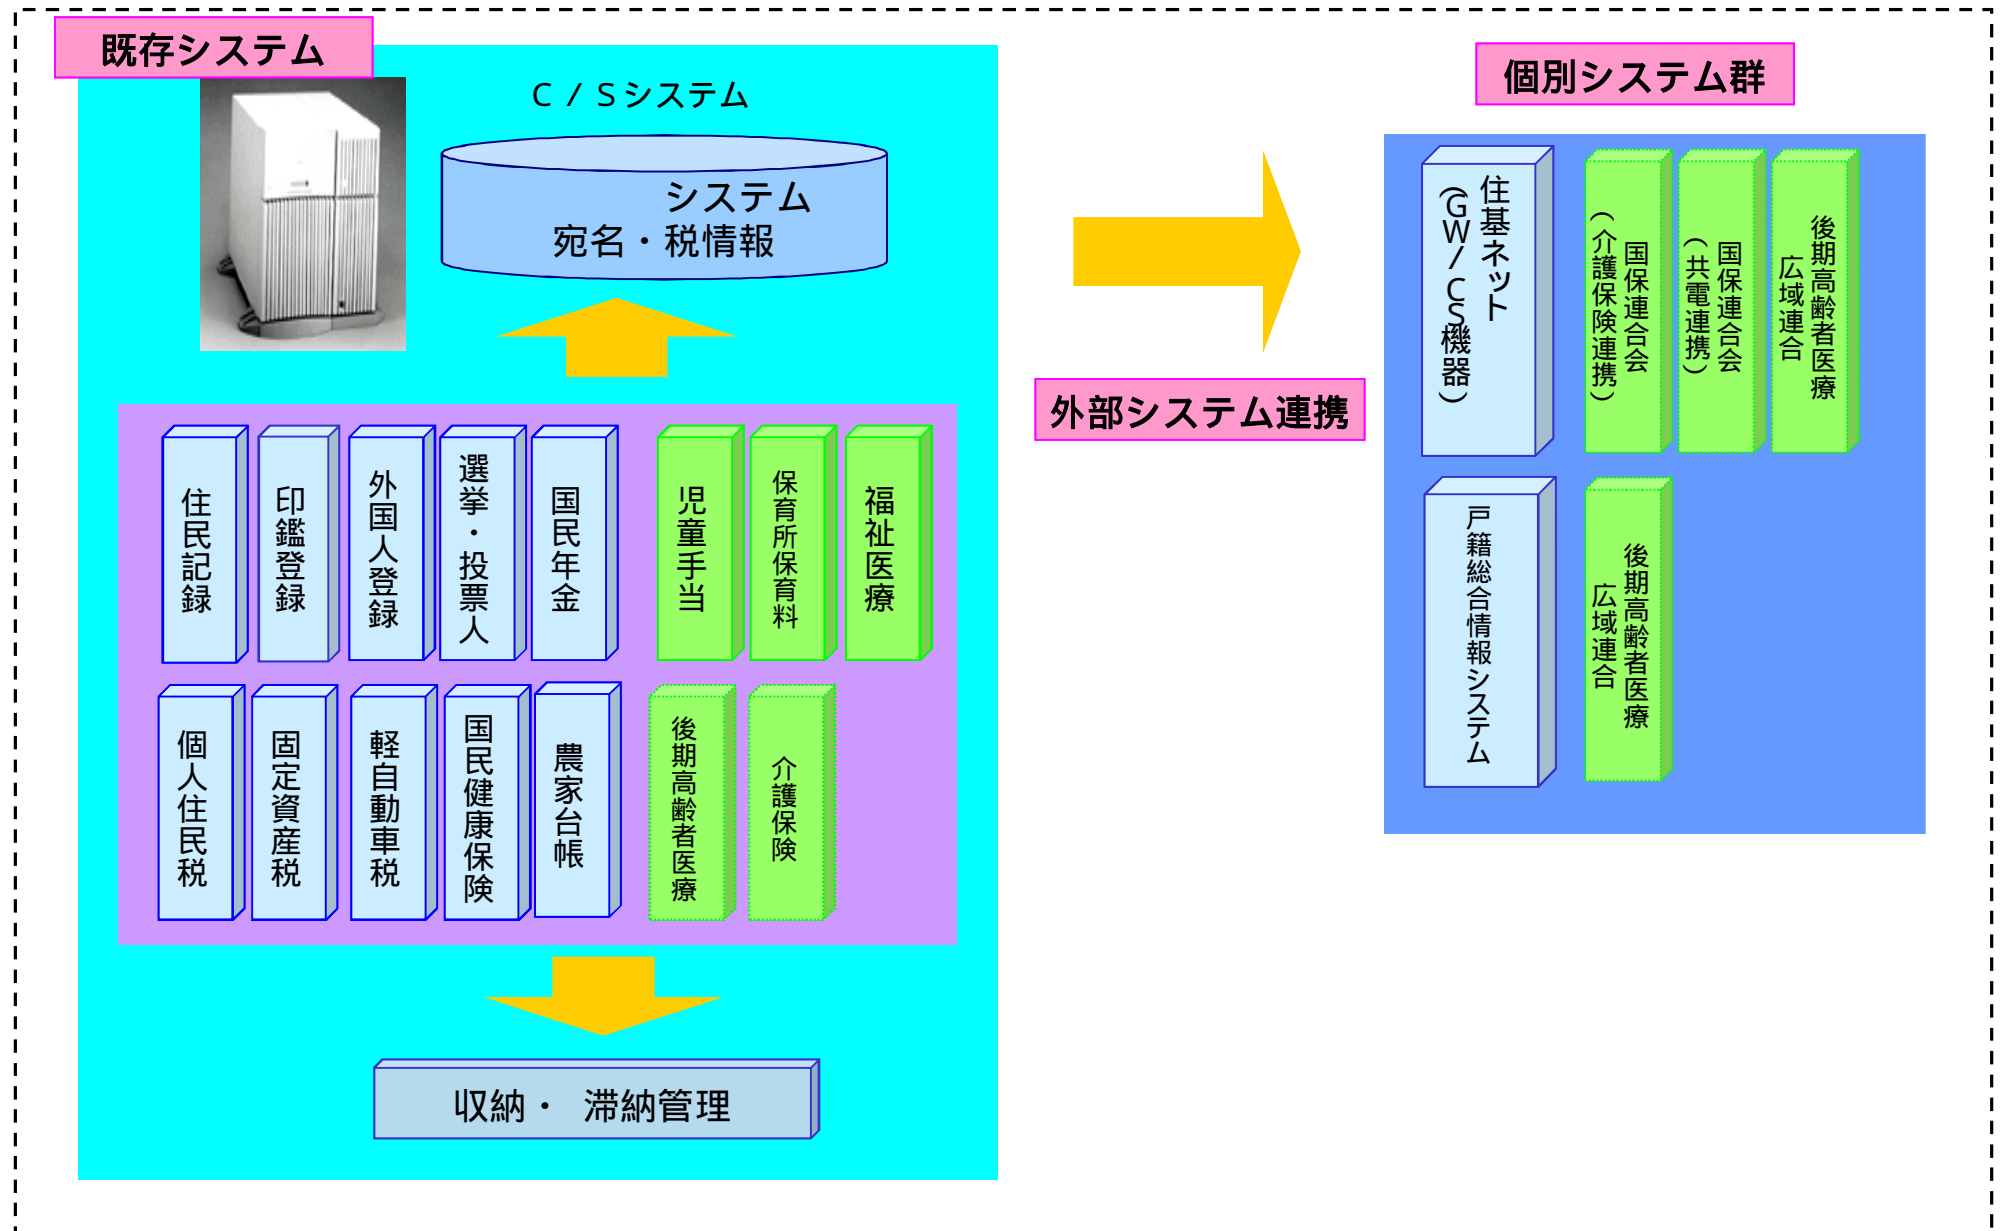 既存システム
C/Sシステム
システム
宛名・税情報
住民記録
印鑑登録
外国人登録
選挙・投票人
国民年金
児童手当
保育所保育料
福祉医療
個人住民税
固定資産税
軽自動車税
国民健康保険
農家台帳
後期高齢者医療
介護保険
収納・ 滞納管理
外部システム連携
個別システム群
住基ネット
(GW/CS機器)
国保連合会
(介護保険連携)
国保連合会
(共電連携)
後期高齢者医療
広域連合
戸籍総合情報システム
後期高齢者医療
広域連合